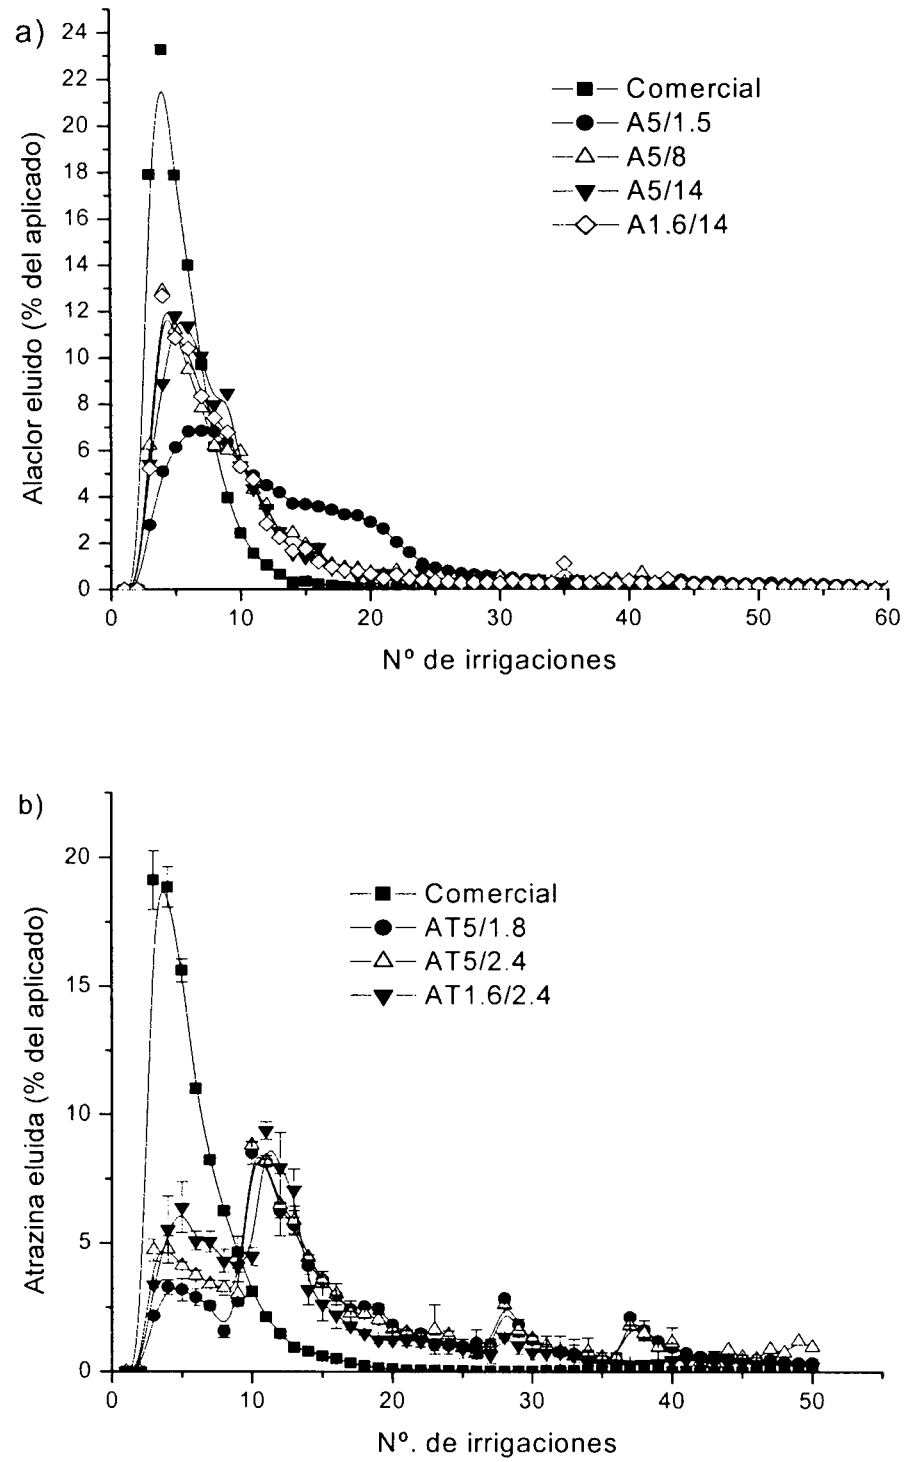 a)
24
22
20
18
16
14
12
10
8
6
4
2
0
Alaclor eluido (% del aplicado)
Comercial
A5/1.5
A5/8
A5/14
A1.6/14
0 10 20 30 40 50 60
Nº de irrigaciones
b)
20
15
10
5
0
Atrazina eluida (% del aplicado)
Comercial
AT5/1.8
AT5/2.4
AT1.6/2.4
0 10 20 30 40 50
Nº. de irrigaciones